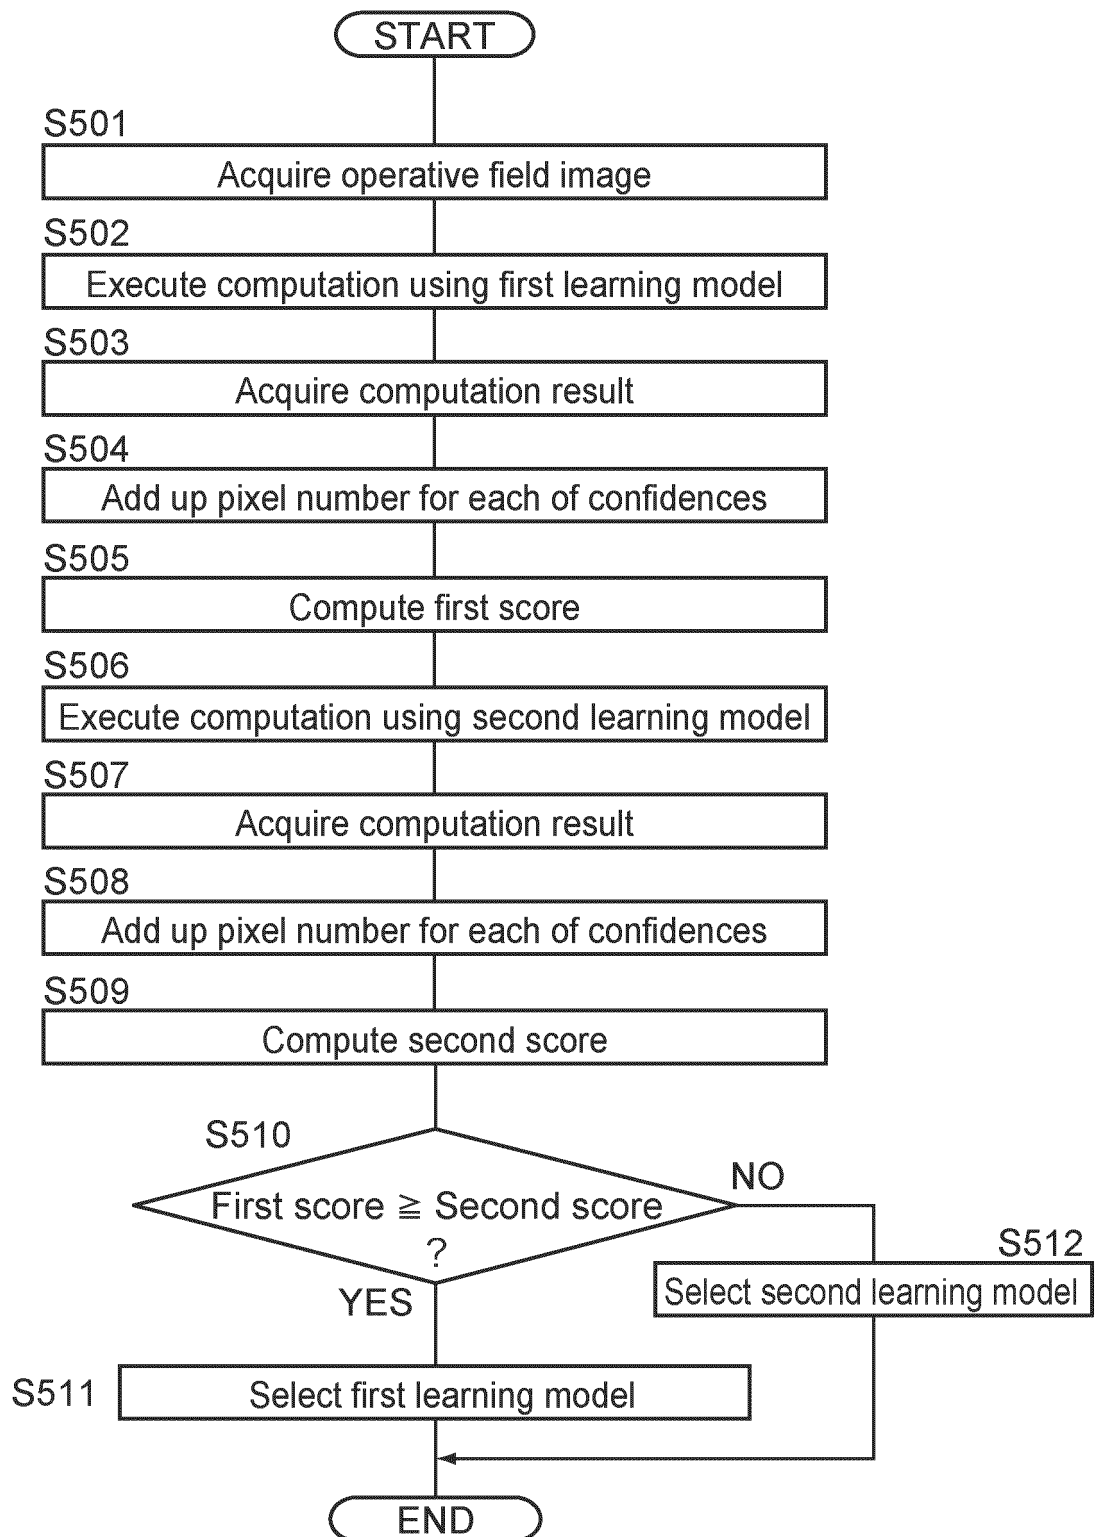 START
S501
Acquire operative field image
S502
Execute computation using first learning model
S503
Acquire computation result
S504
Add up pixel number for each of confidences
S505
Compute first score
S506
Execute computation using second learning model
S507
Acquire computation result
S508
Add up pixel number for each of confidences
S509
Compute second score
S510
First score ≧ Second score
?
NO
S512
Select second learning model
YES
S511
Select first learning model
END